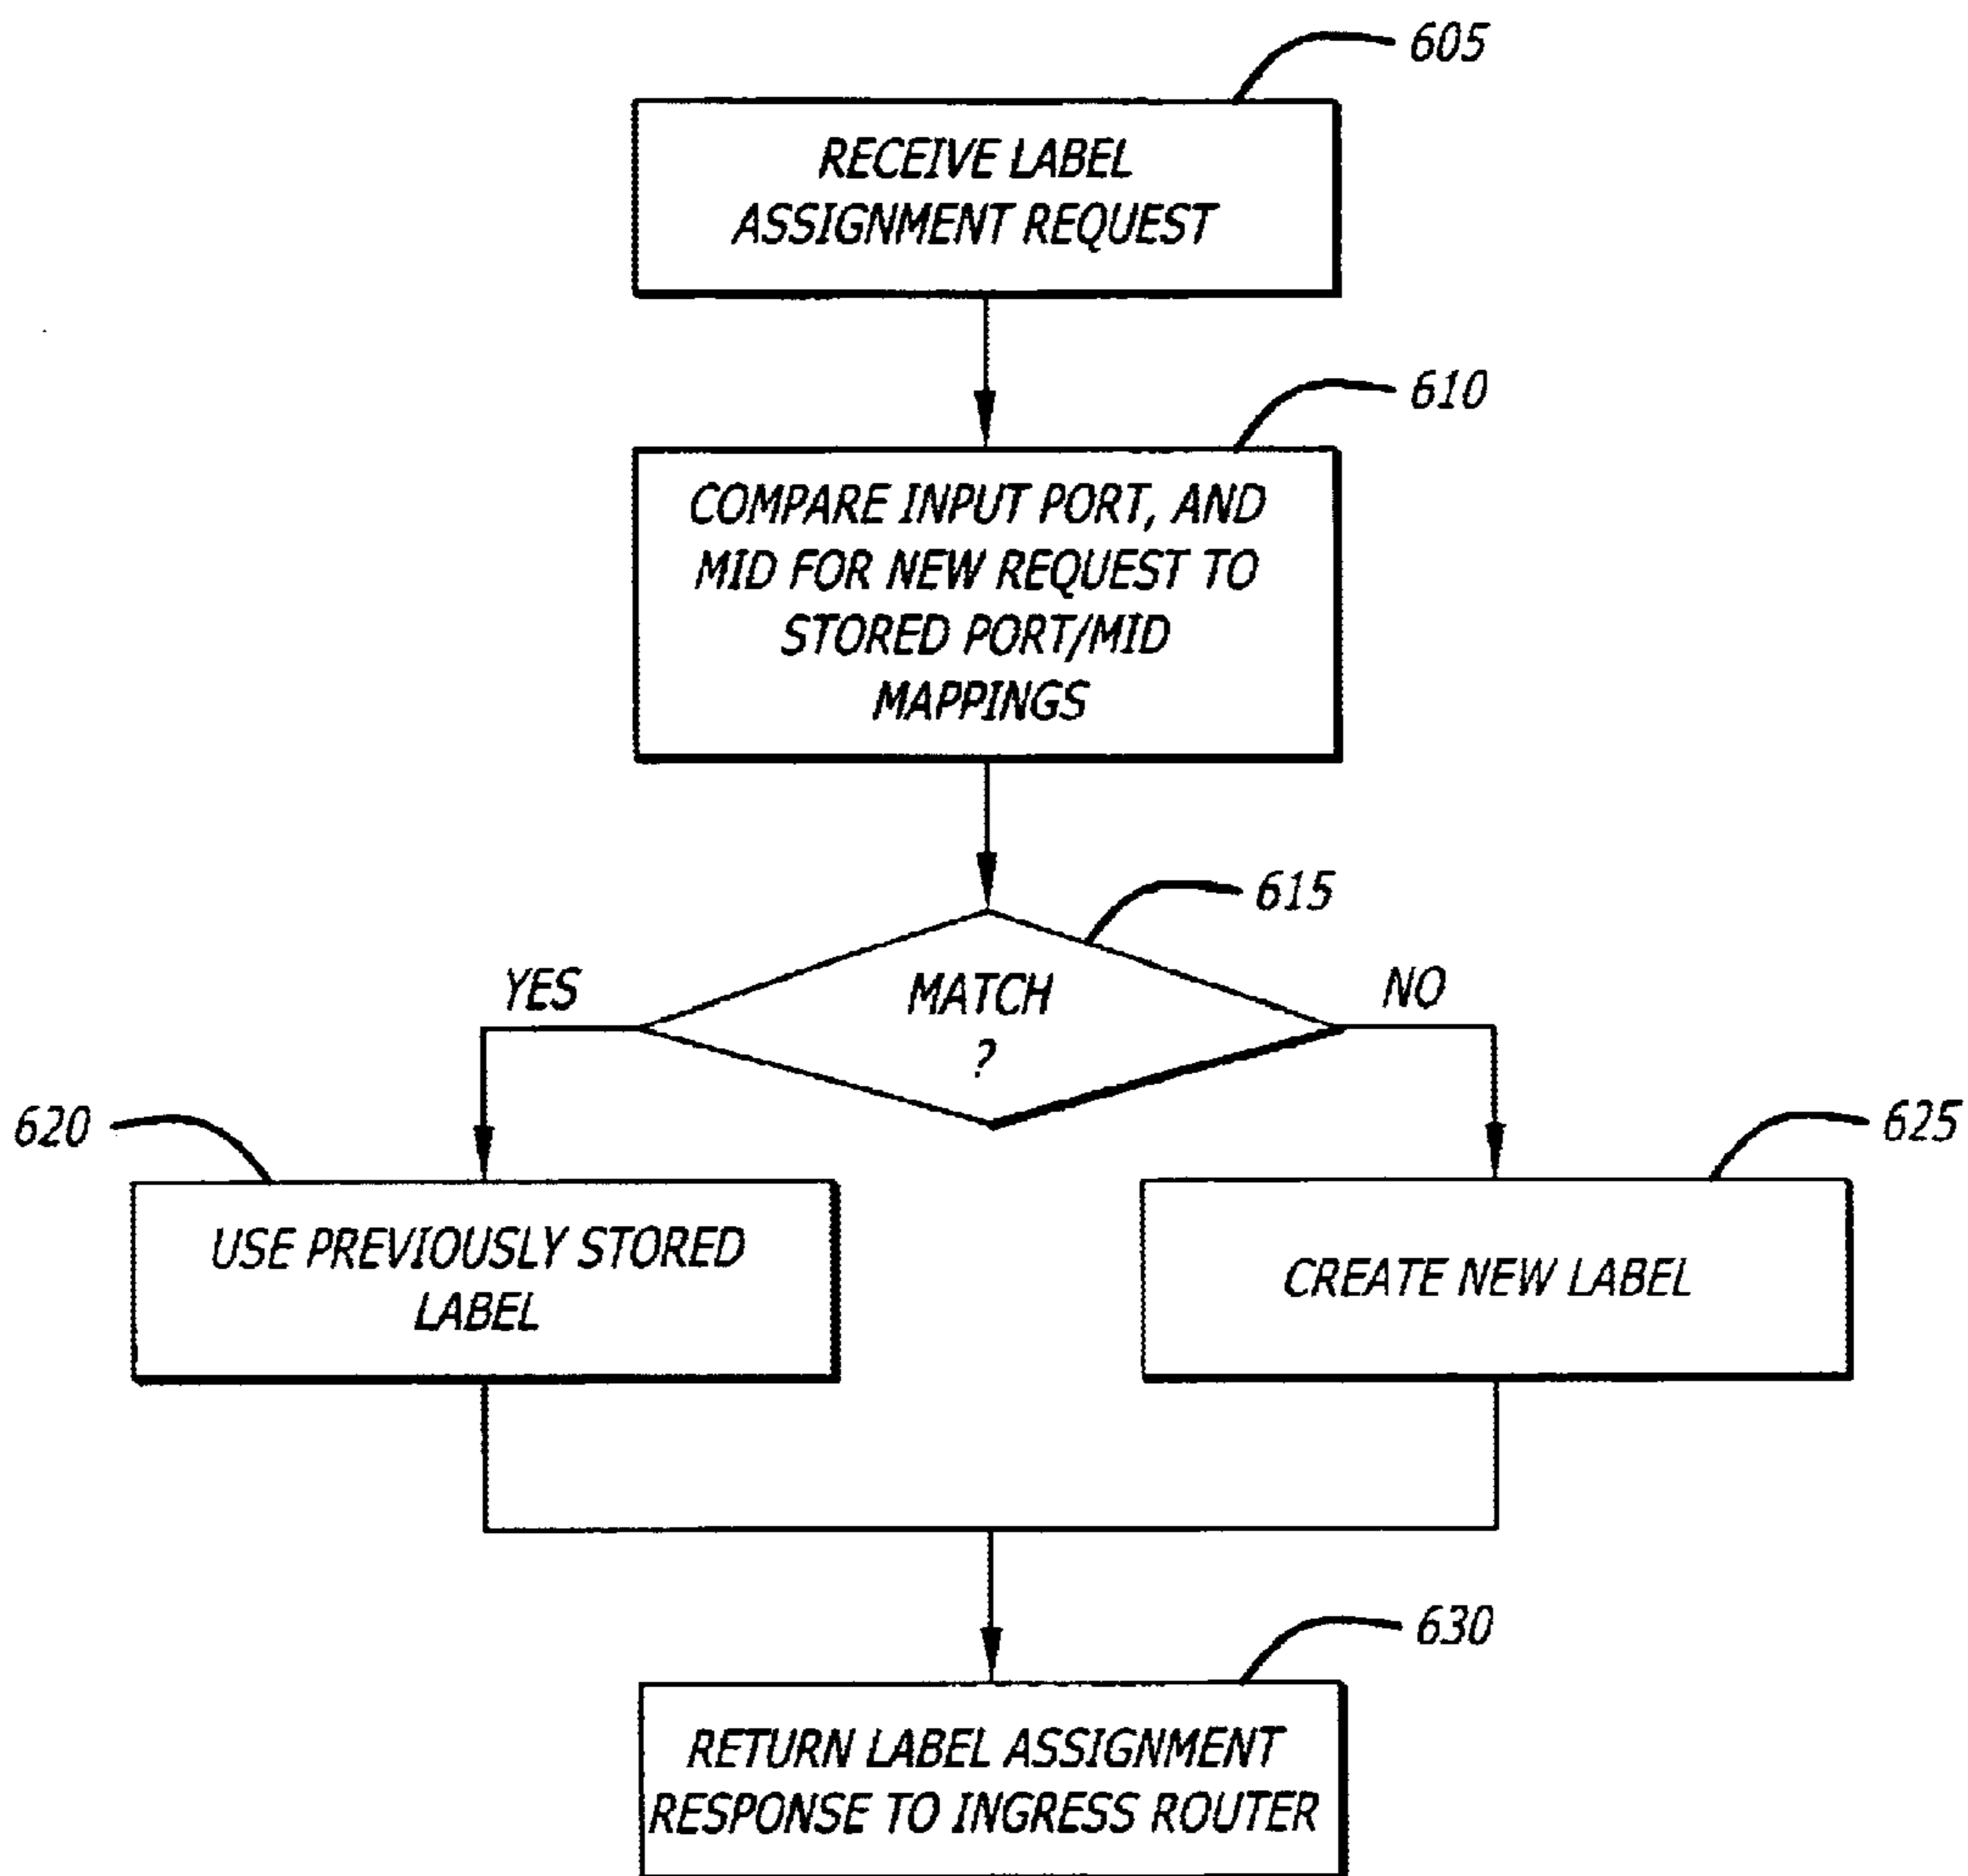 605
RECEIVE LABEL
ASSIGNMENT REQUEST
610
COMPARE INPUT PORT, AND
MID FOR NEW REQUEST TO
STORED PORT/MID
MAPPINGS
615
YES
MATCH
?
NO
620
625
USE PREVIOUSLY STORED
LABEL
CREATE NEW LABEL
630
RETURN LABEL ASSIGNMENT
RESPONSE TO INGRESS ROUTER